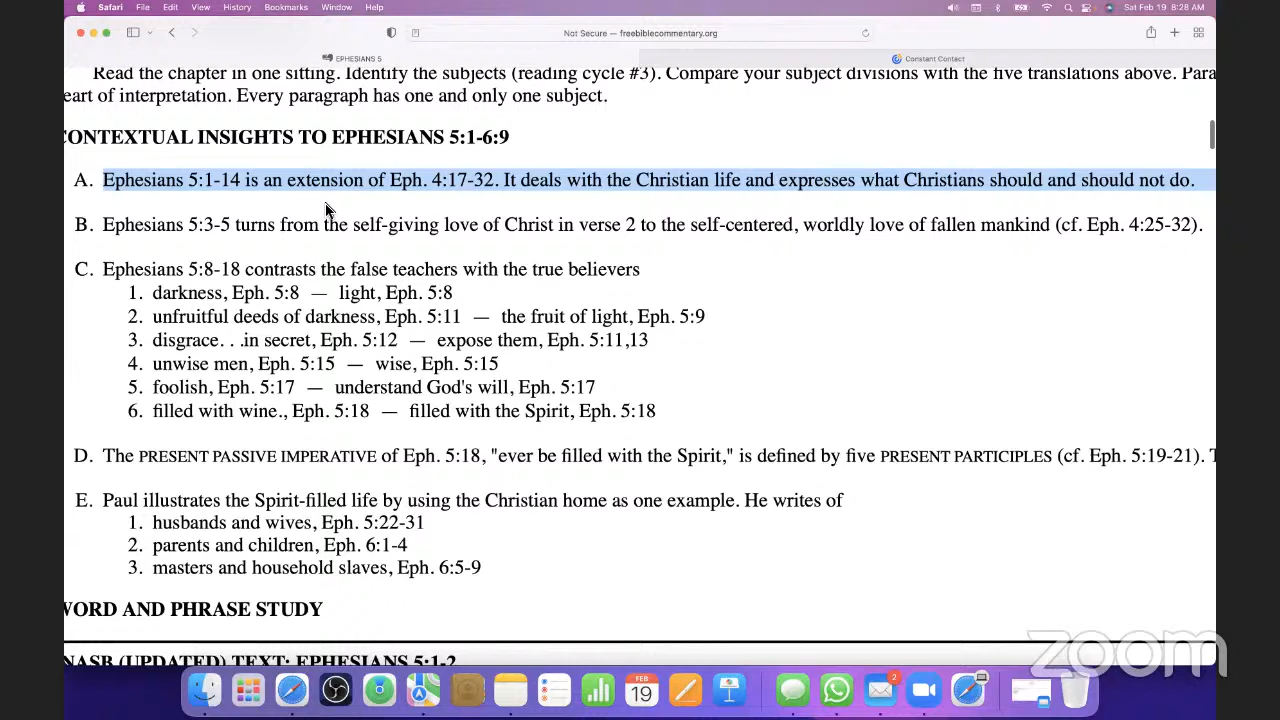 Safari File Edit View History Bookmarks Window Help Sat Feb 19 8:28 AM
Not Secure — freebiblecommentary.org
EPHESIANS 5 Constant Contact
Read the chapter in one sitting. Identify the subjects (reading cycle #3). Compare your subject divisions with the five translations above. Para
eart of interpretation. Every paragraph has one and only one subject.
CONTEXTUAL INSIGHTS TO EPHESIANS 5:1-6:9
A. Ephesians 5:1-14 is an extension of Eph. 4:17-32. It deals with the Christian life and expresses what Christians should and should not do.
B. Ephesians 5:3-5 turns from the self-giving love of Christ in verse 2 to the self-centered, worldly love of fallen mankind (cf. Eph. 4:25-32).
C. Ephesians 5:8-18 contrasts the false teachers with the true believers
1. darkness, Eph. 5:8 — light, Eph. 5:8
2. unfruitful deeds of darkness, Eph. 5:11 — the fruit of light, Eph. 5:9
3. disgrace. . .in secret, Eph. 5:12 — expose them, Eph. 5:11,13
4. unwise men, Eph. 5:15 — wise, Eph. 5:15
5. foolish, Eph. 5:17 — understand God's will, Eph. 5:17
6. filled with wine., Eph. 5:18 — filled with the Spirit, Eph. 5:18
D. The PRESENT PASSIVE IMPERATIVE of Eph. 5:18, "ever be filled with the Spirit," is defined by five PRESENT PARTICIPLES (cf. Eph. 5:19-21). T
E. Paul illustrates the Spirit-filled life by using the Christian home as one example. He writes of
1. husbands and wives, Eph. 5:22-31
2. parents and children, Eph. 6:1-4
3. masters and household slaves, Eph. 6:5-9
WORD AND PHRASE STUDY
NASB (UPDATED) TEXT: EPHESIANS 5:1-2
zoom
FEB
19
2